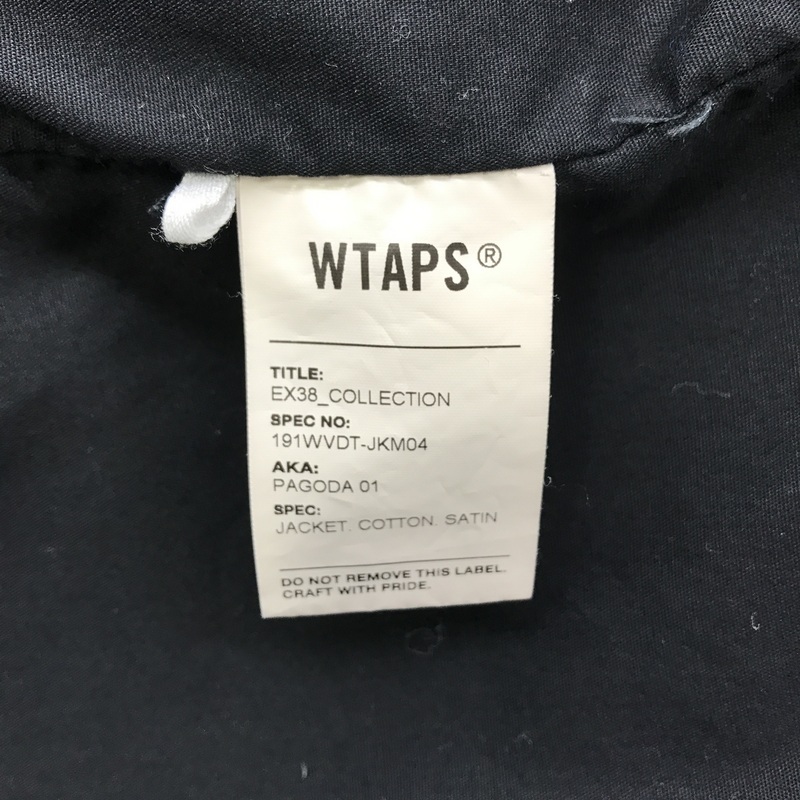 WTAPS®
TITLE:
EX38_COLLECTION
SPEC NO:
191WVDT-JKM04
AKA:
PAGODA 01
SPEC:
JACKET. COTTON. SATIN
DO NOT REMOVE THIS LABEL.
CRAFT WITH PRIDE.